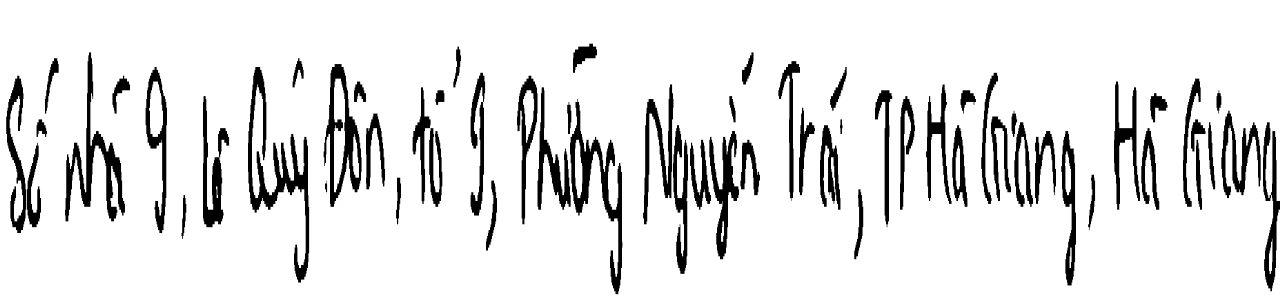 Số nhà 9, Lê Quý Đôn, tổ 9, Phường Nguyễn Trãi, TP Hà Giang, Hà Giang